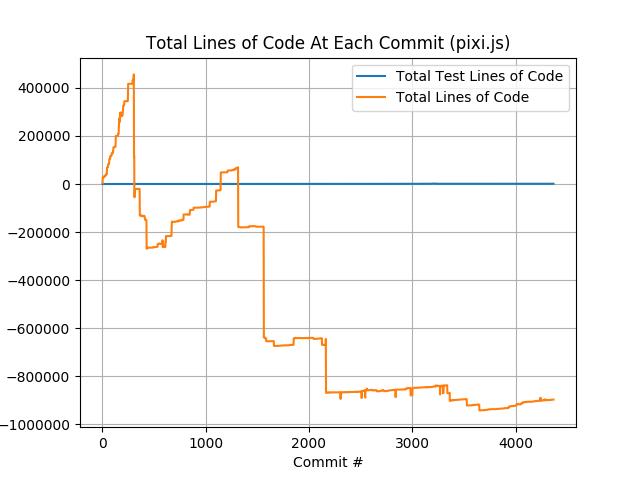 Total Lines of Code At Each Commit (pixi.js)
Total Test Lines of Code
Total Lines of Code
400000
200000
0
−200000
−400000
−600000
−800000
−1000000
0 1000 2000 3000 4000
Commit #